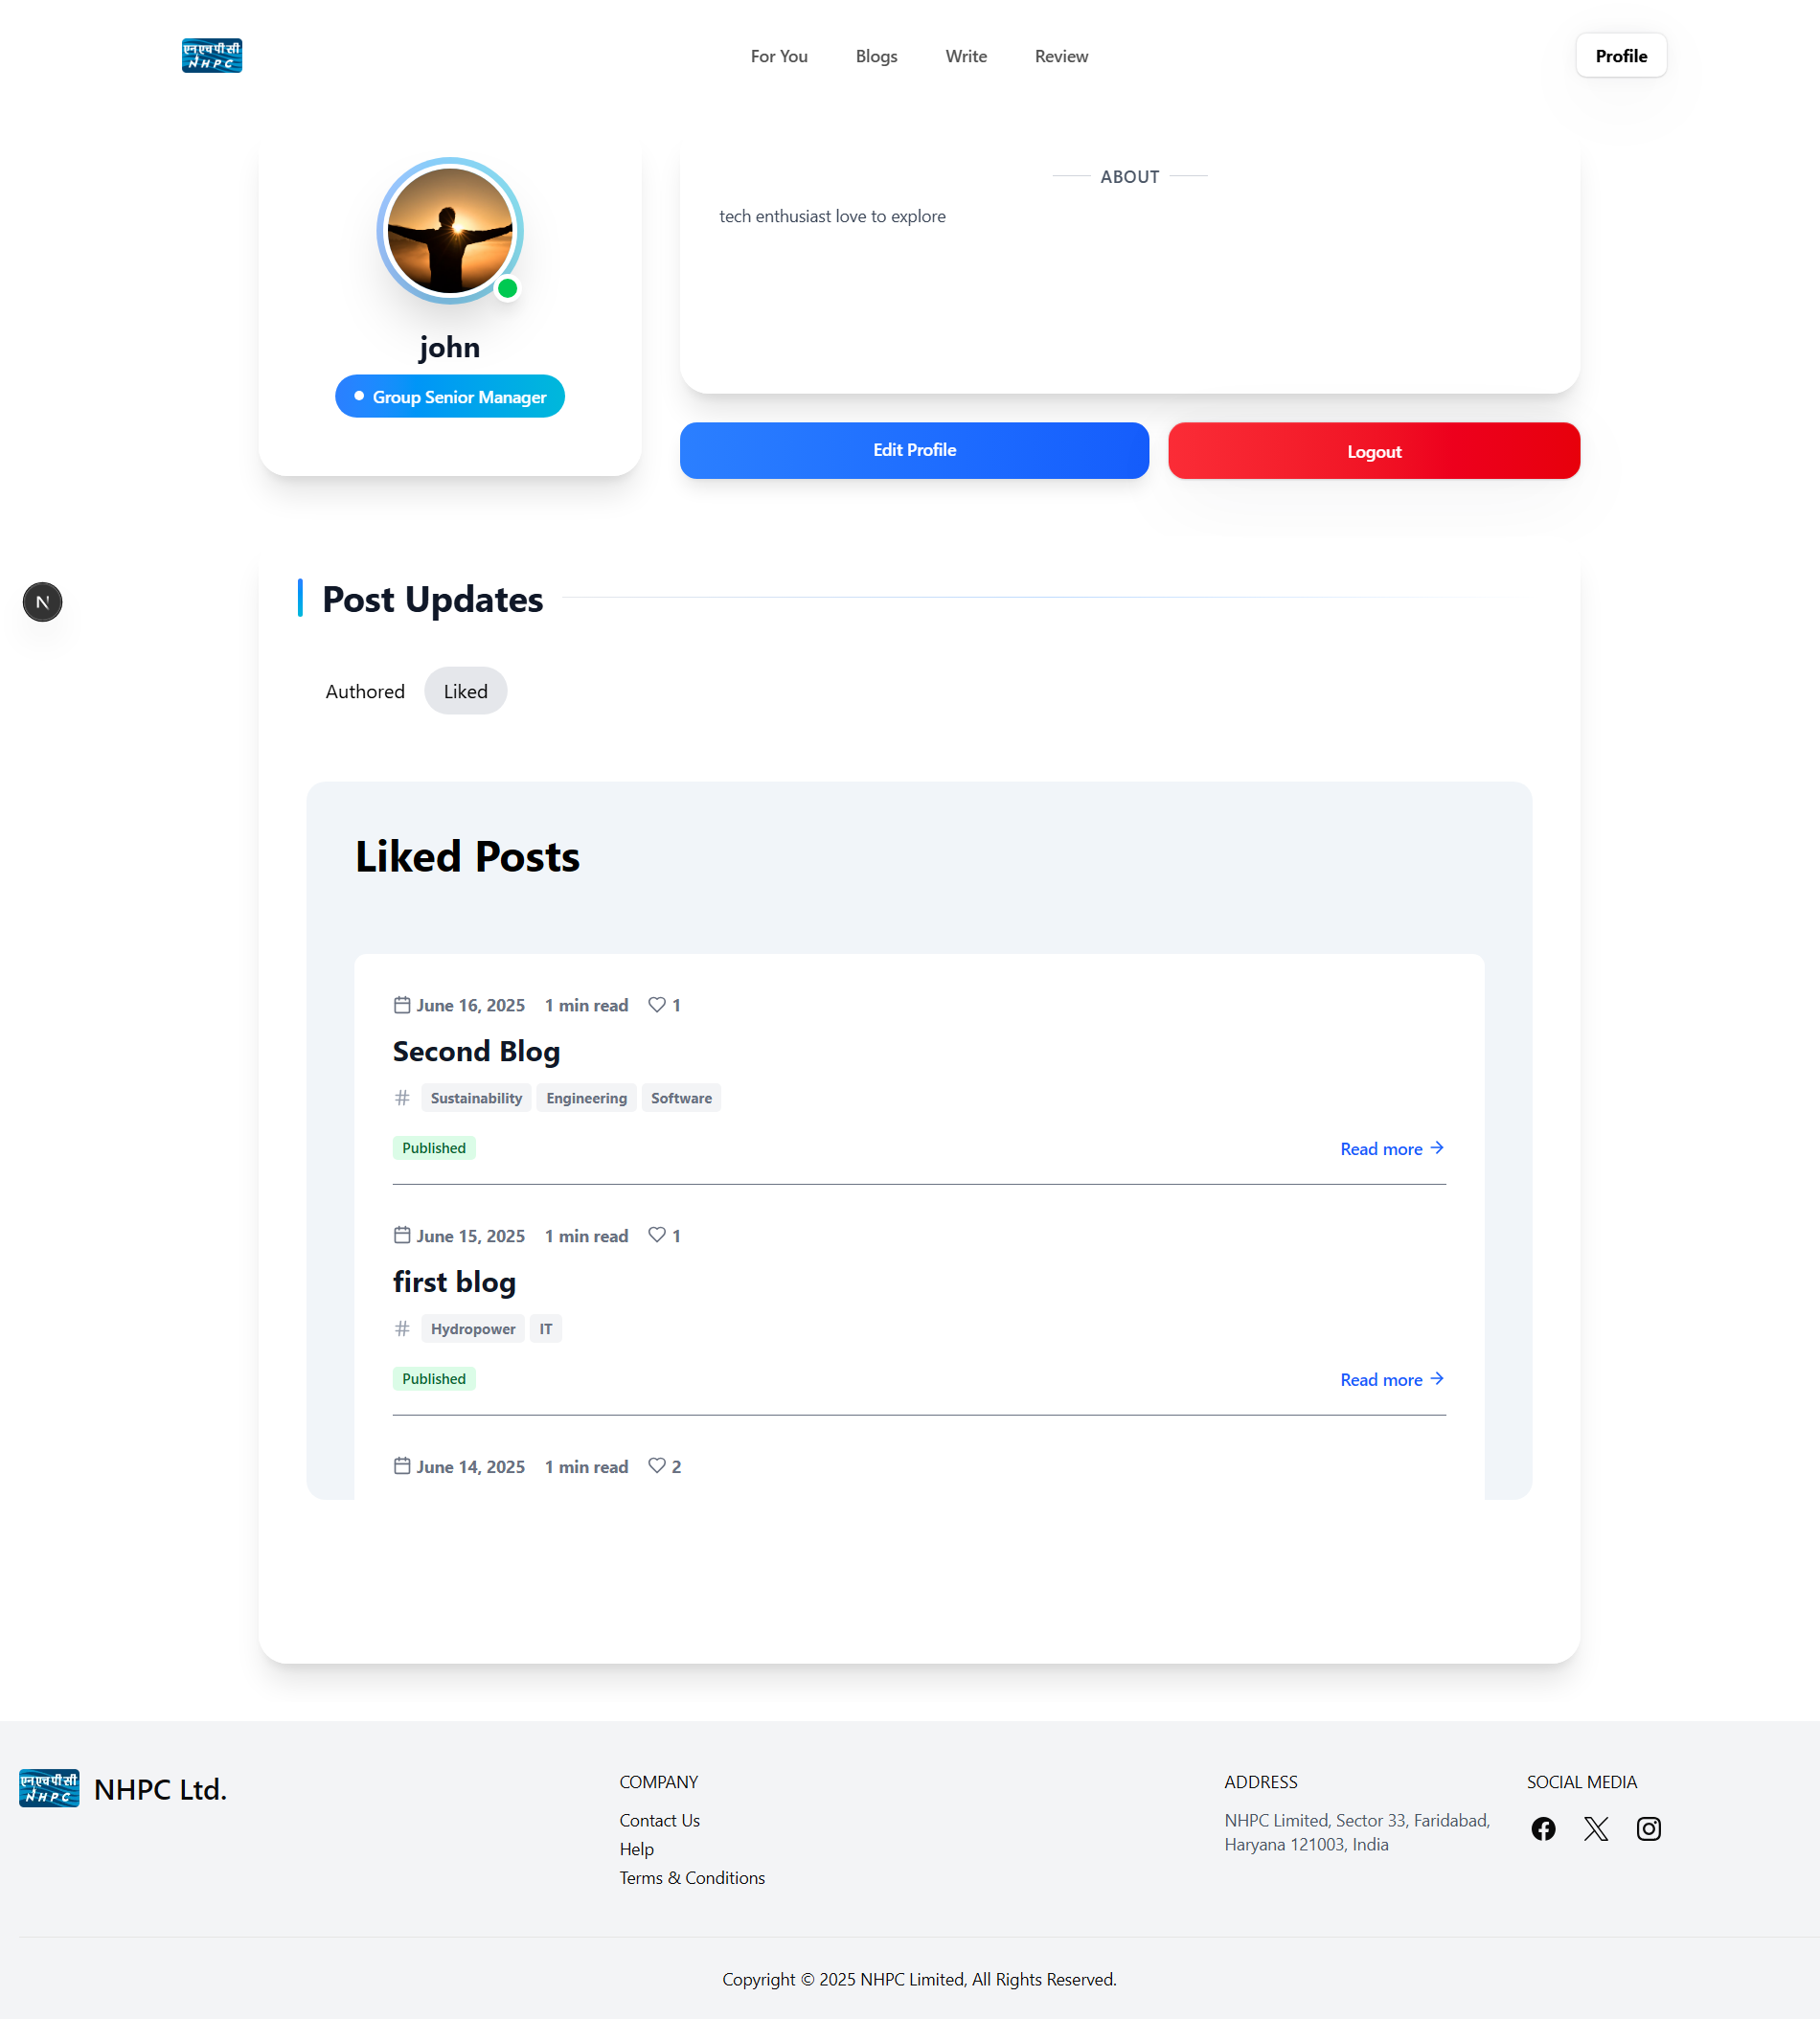 एनएचपीसी
NHPC
For You
Blogs
Write
Review
Profile
ABOUT
tech enthusiast love to explore
john
Group Senior Manager
Edit Profile
Logout
N
Post Updates
Authored
Liked
Liked Posts
June 16, 2025 1 min read 1
Second Blog
# Sustainability Engineering Software
Published
Read more →
June 15, 2025 1 min read 1
first blog
# Hydropower IT
Published
Read more →
June 14, 2025 1 min read 2
एनएचपीसी
NHPC
NHPC Ltd.
COMPANY
Contact Us
Help
Terms & Conditions
ADDRESS
NHPC Limited, Sector 33, Faridabad,
Haryana 121003, India
SOCIAL MEDIA
Copyright © 2025 NHPC Limited, All Rights Reserved.